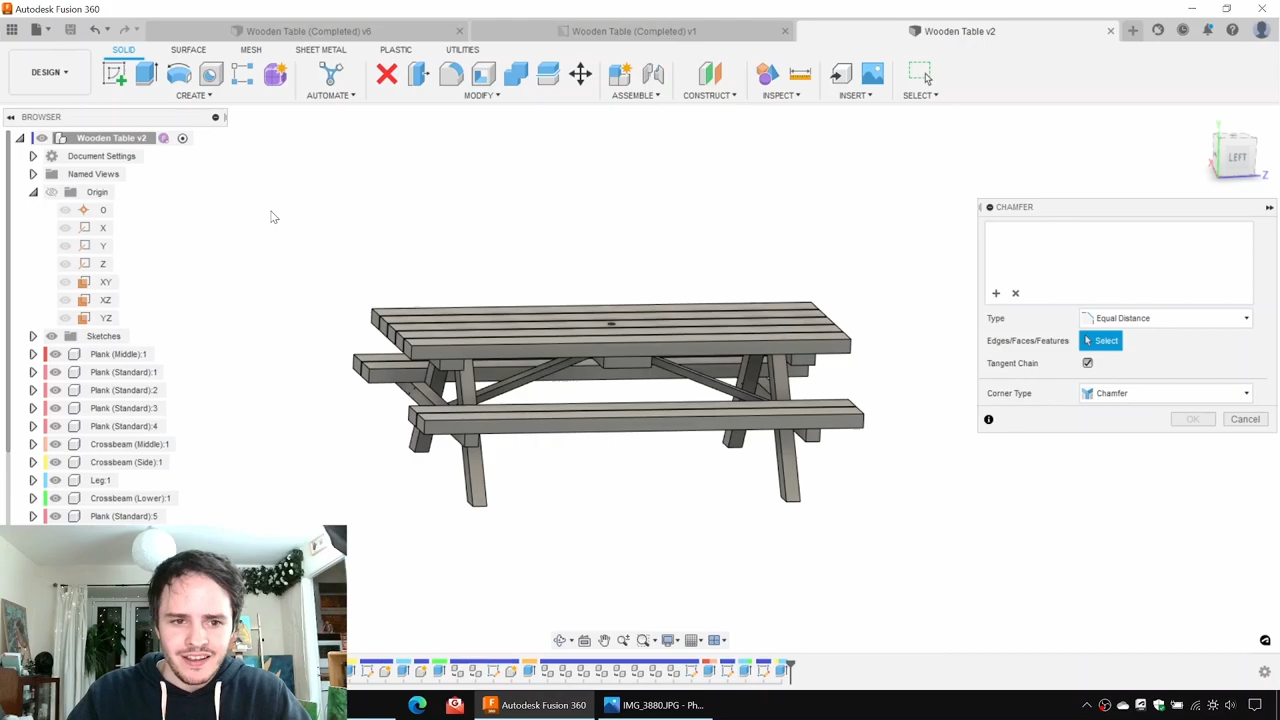 Autodesk Fusion 360
Wooden Table (Completed) v6
Wooden Table (Completed) v1
Wooden Table v2
DESIGN
SOLID
SURFACE
MESH
SHEET METAL
PLASTIC
UTILITIES
CREATE
AUTOMATE
MODIFY
ASSEMBLE
CONSTRUCT
INSPECT
INSERT
SELECT
BROWSER
Wooden Table v2
Document Settings
Named Views
Origin
O
X
Y
Z
XY
XZ
YZ
Sketches
Plank (Middle):1
Plank (Standard):1
Plank (Standard):2
Plank (Standard):3
Plank (Standard):4
Crossbeam (Middle):1
Crossbeam (Side):1
Leg:1
Crossbeam (Lower):1
Plank (Standard):5
Y
LEFT
X
Z
CHAMFER
Type
Equal Distance
Edges/Faces/Features
Select
Tangent Chain
Corner Type
Chamfer
OK
Cancel
Autodesk Fusion 360
IMG_3880.JPG - Ph...